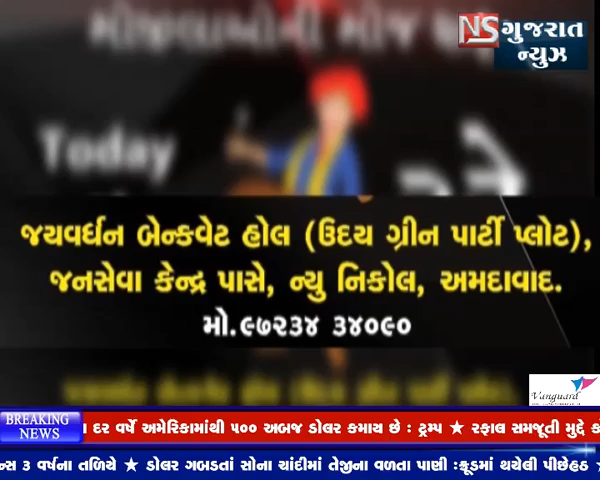 મોજીલાઓની મોજ
NS ગુજરાત
ન્યુઝ
Today
જયવર્ધન બેન્કવેટ હોલ (ઉદય ગ્રીન પાર્ટી પ્લોટ),
જનસેવા કેન્દ્ર પાસે, ન્યુ નિકોલ, અમદાવાદ.
મો.૯૭૨૩૪ ૩૪૦૯૦
Vanguard
BREAKING
NEWS
દર વર્ષે અમેરિકામાંથી ૫૦૦ અબજ ડોલર કમાય છે : ટ્રમ્પ ★ રફાલ સમજૂતી મુદ્દે ક
ન્સ ૩ વર્ષના તળિયે ★ ડોલર ગબડતાં સોના ચાંદીમાં તેજીના વળતા પાણી :ક્રૂડમાં થયેલી પીછેહઠ ★